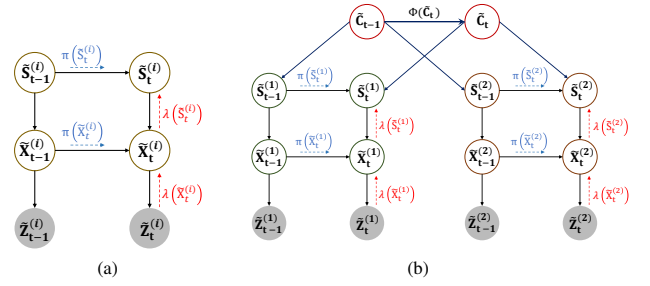 C̃ₜ₋₁ Φ(C̃ₜ) C̃ₜ
π(S̃ₜ⁽ⁱ⁾)
S̃ₜ₋₁⁽ⁱ⁾ S̃ₜ⁽ⁱ⁾
λ(S̃ₜ⁽ⁱ⁾)
π(X̃ₜ⁽ⁱ⁾)
X̃ₜ₋₁⁽ⁱ⁾ X̃ₜ⁽ⁱ⁾
λ(X̃ₜ⁽ⁱ⁾)
Z̃ₜ₋₁⁽ⁱ⁾ Z̃ₜ⁽ⁱ⁾
(a)
π(S̃ₜ⁽¹⁾) π(S̃ₜ⁽²⁾)
S̃ₜ₋₁⁽¹⁾ S̃ₜ⁽¹⁾ S̃ₜ₋₁⁽²⁾ S̃ₜ⁽²⁾
λ(S̃ₜ⁽¹⁾) λ(S̃ₜ⁽²⁾)
π(X̃ₜ⁽¹⁾) π(X̃ₜ⁽²⁾)
X̃ₜ₋₁⁽¹⁾ X̃ₜ⁽¹⁾ X̃ₜ₋₁⁽²⁾ X̃ₜ⁽²⁾
λ(X̃ₜ⁽¹⁾) λ(X̃ₜ⁽²⁾)
Z̃ₜ₋₁⁽¹⁾ Z̃ₜ⁽¹⁾ Z̃ₜ₋₁⁽²⁾ Z̃ₜ⁽²⁾
(b)